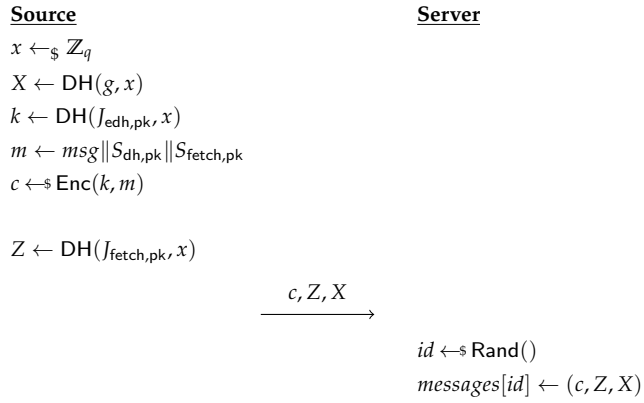 Source Server
x ←$ ℤq
X ← DH(g, x)
k ← DH(Jedh,pk, x)
m ← msg‖Sdh,pk‖Sfetch,pk
c ←$ Enc(k, m)
Z ← DH(Jfetch,pk, x)
c, Z, X
id ←$ Rand()
messages[id] ← (c, Z, X)